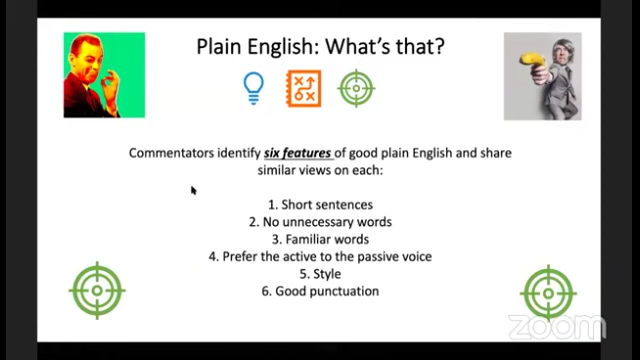 Plain English: What's that?
Commentators identify six features of good plain English and share
similar views on each:
1. Short sentences
2. No unnecessary words
3. Familiar words
4. Prefer the active to the passive voice
5. Style
6. Good punctuation
zoom